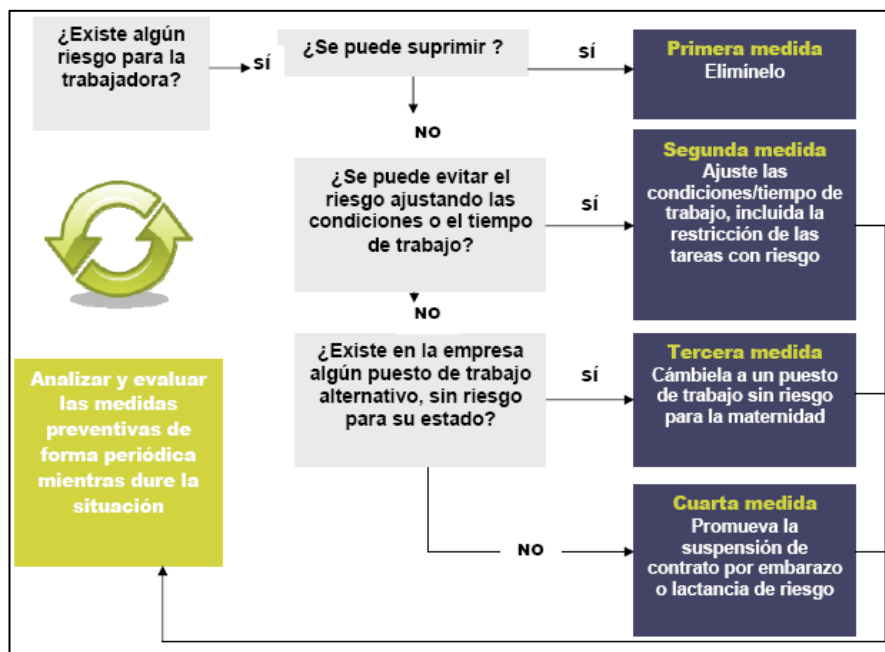 ¿Existe algún
riesgo para la
trabajadora?
SÍ
¿Se puede suprimir ?
SÍ
Primera medida
Elimínelo
NO
¿Se puede evitar el
riesgo ajustando las
condiciones o el tiempo
de trabajo?
SÍ
Segunda medida
Ajuste las
condiciones/tiempo de
trabajo, incluida la
restricción de las
tareas con riesgo
NO
¿Existe en la empresa
algún puesto de trabajo
alternativo, sin riesgo
para su estado?
SÍ
Tercera medida
Cámbiela a un puesto
de trabajo sin riesgo
para la maternidad
NO
Cuarta medida
Promueva la
suspensión de
contrato por embarazo
o lactancia de riesgo
Analizar y evaluar
las medidas
preventivas de
forma periódica
mientras dure la
situación